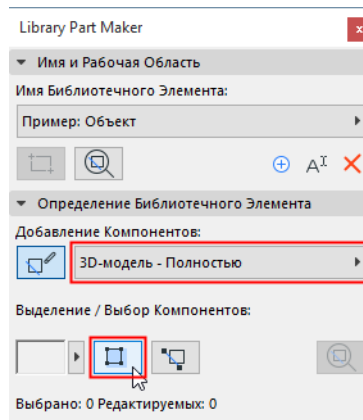 Library Part Maker
Имя и Рабочая Область
Имя Библиотечного Элемента:
Пример: Объект
Определение Библиотечного Элемента
Добавление Компонентов:
3D-модель - Полностью
Выделение / Выбор Компонентов:
Выбрано: 0 Редактируемых: 0